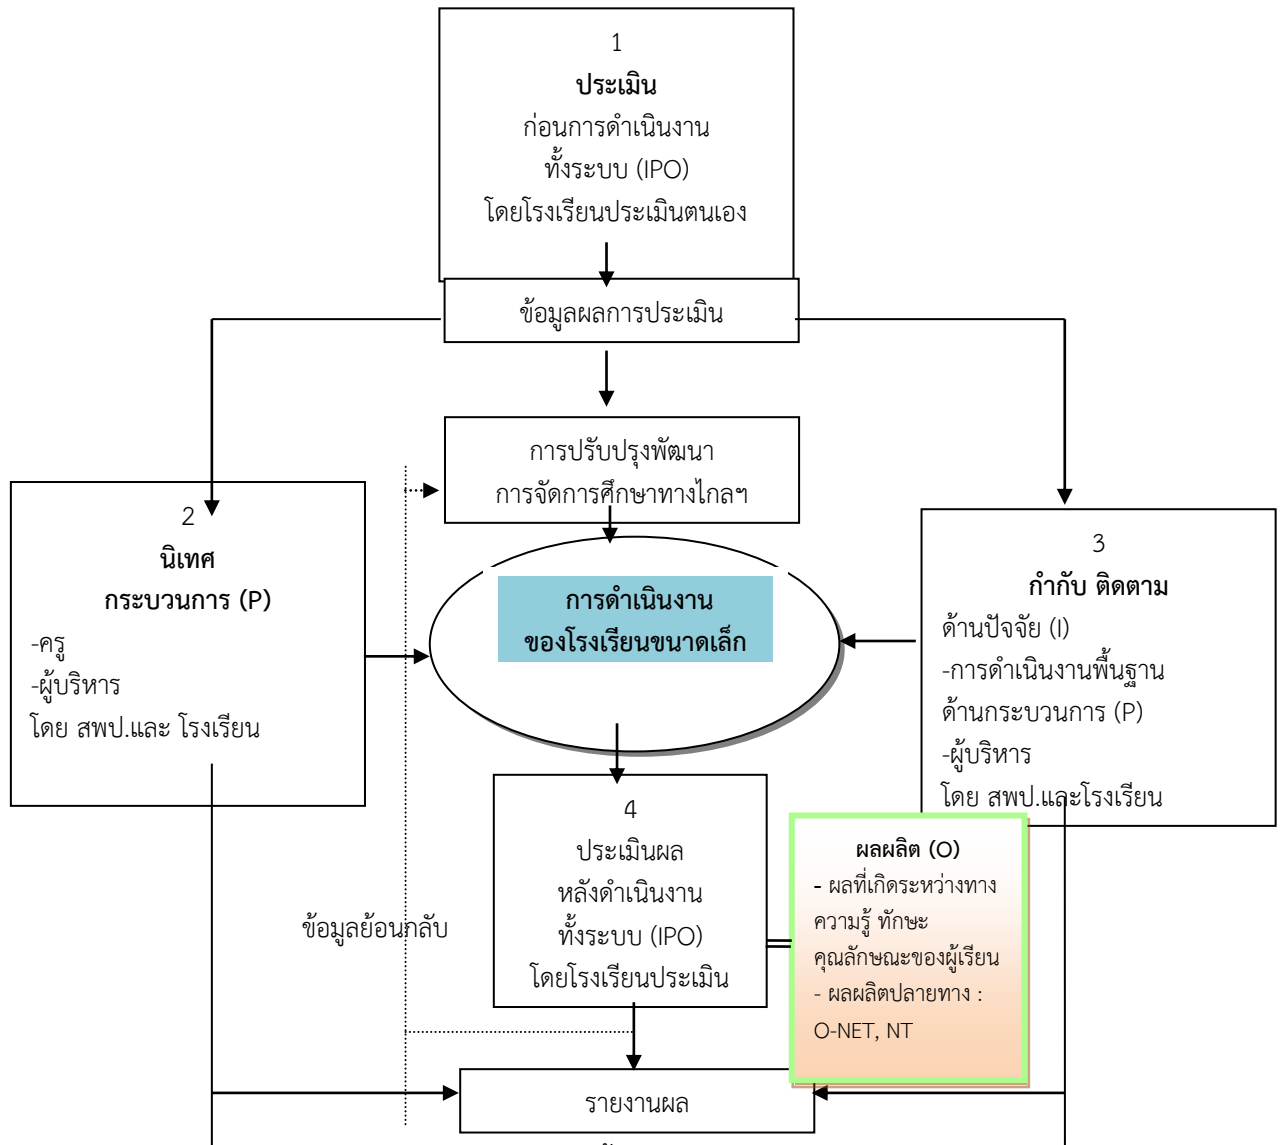 1
ประเมิน
ก่อนการดำเนินงาน
ทั้งระบบ (IPO)
โดยโรงเรียนประเมินตนเอง
ข้อมูลผลการประเมิน
การปรับปรุงพัฒนา
การจัดการศึกษาทางไกลฯ
2
นิเทศ
กระบวนการ (P)
-ครู
-ผู้บริหาร
โดย สพป.และ โรงเรียน
การดำเนินงาน
ของโรงเรียนขนาดเล็ก
3
กำกับ ติดตาม
ด้านปัจจัย (I)
-การดำเนินงานพื้นฐาน
ด้านกระบวนการ (P)
-ผู้บริหาร
โดย สพป.และโรงเรียน
4
ประเมินผล
หลังดำเนินงาน
ทั้งระบบ (IPO)
โดยโรงเรียนประเมิน
ผลผลิต (O)
- ผลที่เกิดระหว่างทาง
ความรู้ ทักษะ
คุณลักษณะของผู้เรียน
- ผลผลิตปลายทาง :
O-NET, NT
ข้อมูลย้อนกลับ
รายงานผล